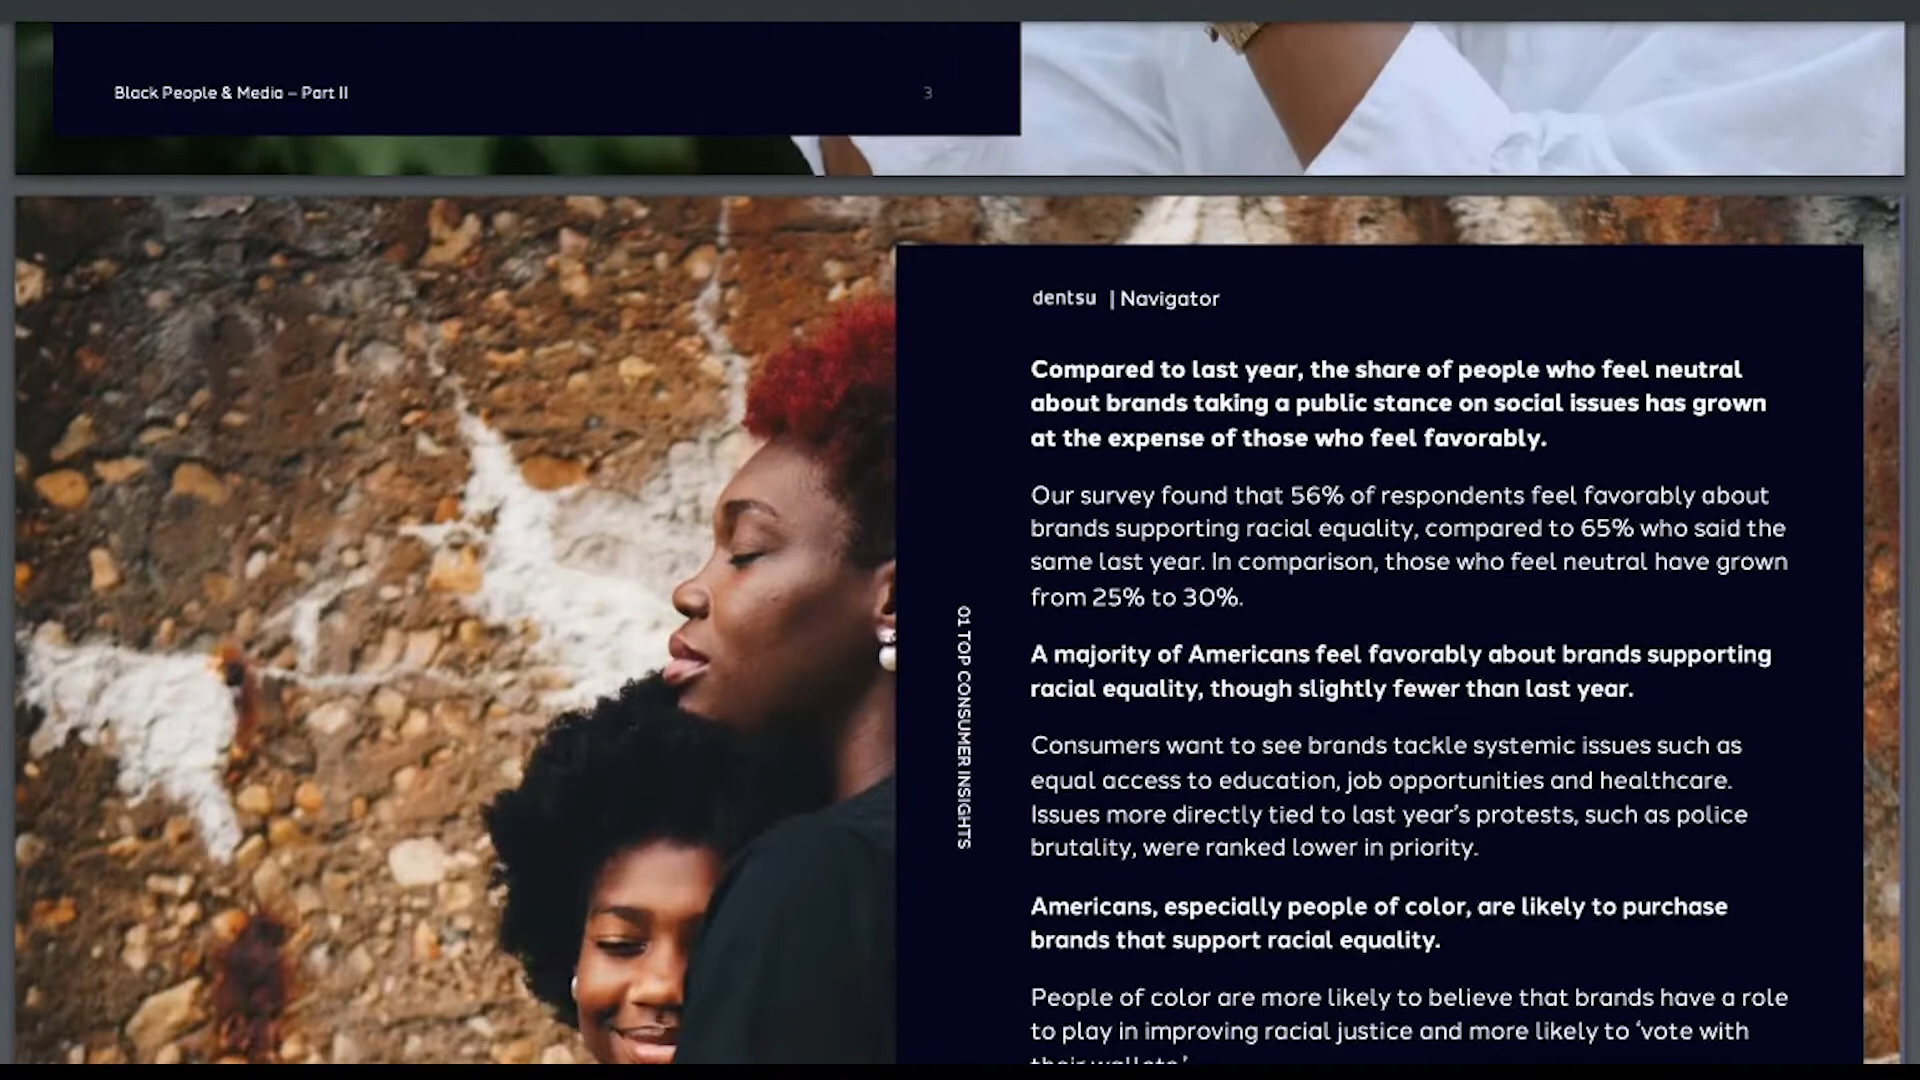 Black People & Media – Part II
3
dentsu | Navigator
Compared to last year, the share of people who feel neutral
about brands taking a public stance on social issues has grown
at the expense of those who feel favorably.
Our survey found that 56% of respondents feel favorably about
brands supporting racial equality, compared to 65% who said the
same last year. In comparison, those who feel neutral have grown
from 25% to 30%.
A majority of Americans feel favorably about brands supporting
racial equality, though slightly fewer than last year.
Consumers want to see brands tackle systemic issues such as
equal access to education, job opportunities and healthcare.
Issues more directly tied to last year's protests, such as police
brutality, were ranked lower in priority.
Americans, especially people of color, are likely to purchase
brands that support racial equality.
People of color are more likely to believe that brands have a role
to play in improving racial justice and more likely to ‘vote with
their wallets.’
01 TOP CONSUMER INSIGHTS